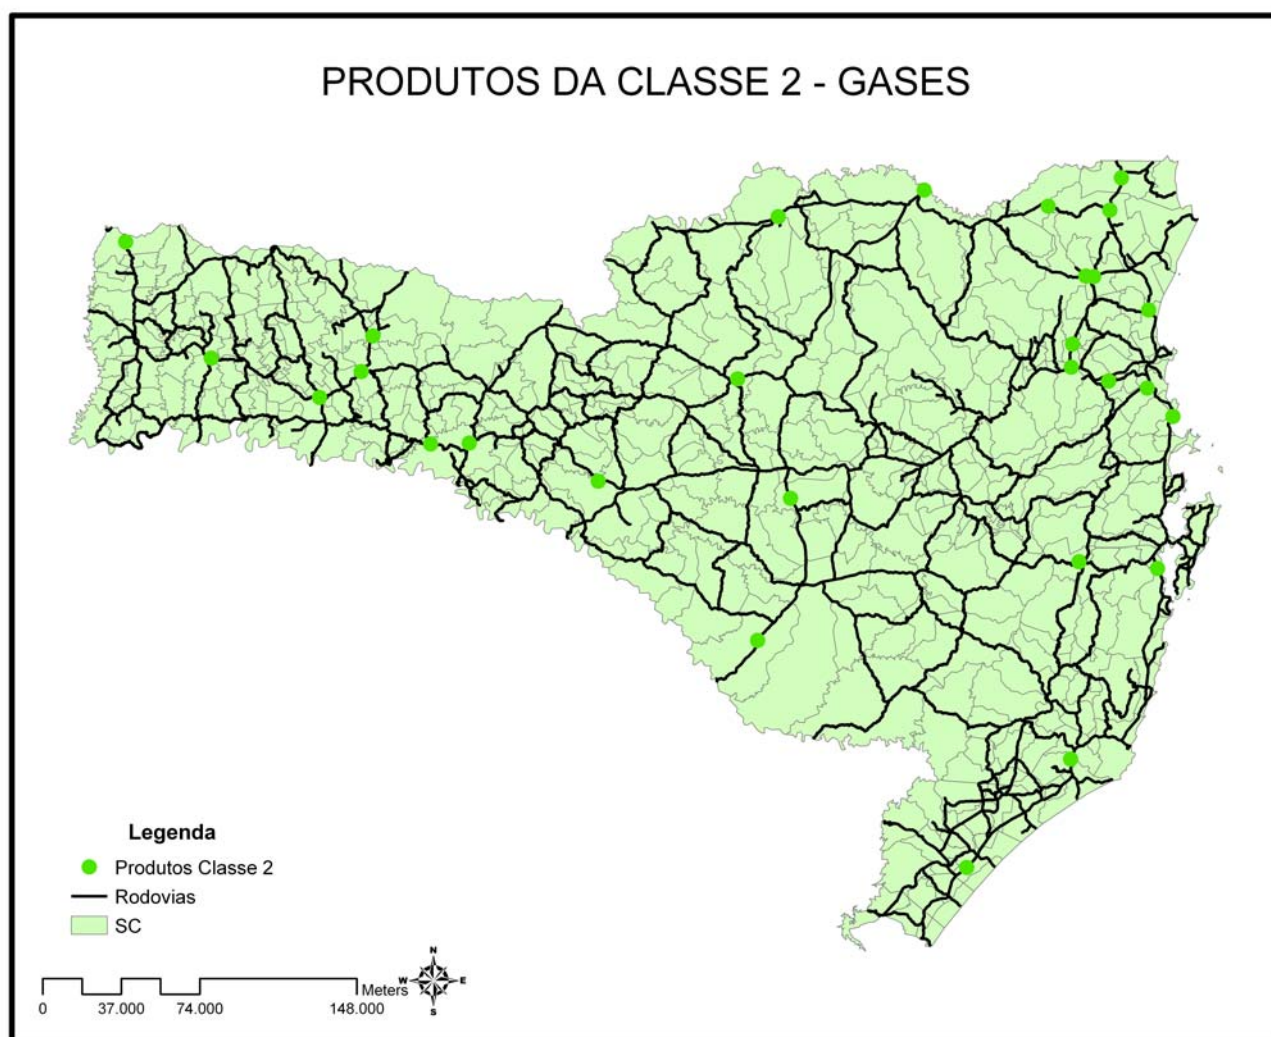 PRODUTOS DA CLASSE 2 - GASES
Legenda
Produtos Classe 2
Rodovias
SC
N
W
E
S
Meters
0
37.000
74.000
148.000